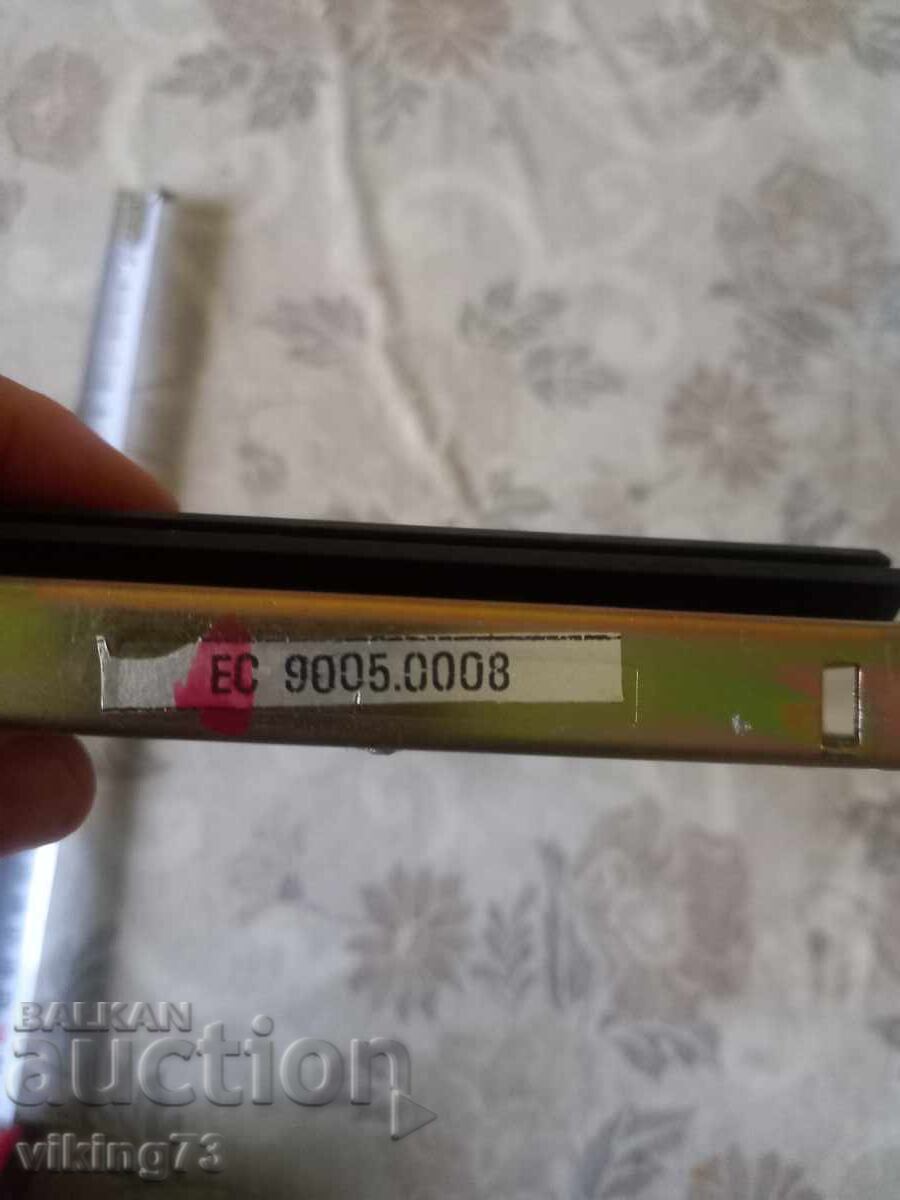 EC 9005.0008
BALKAN
auction
viking73